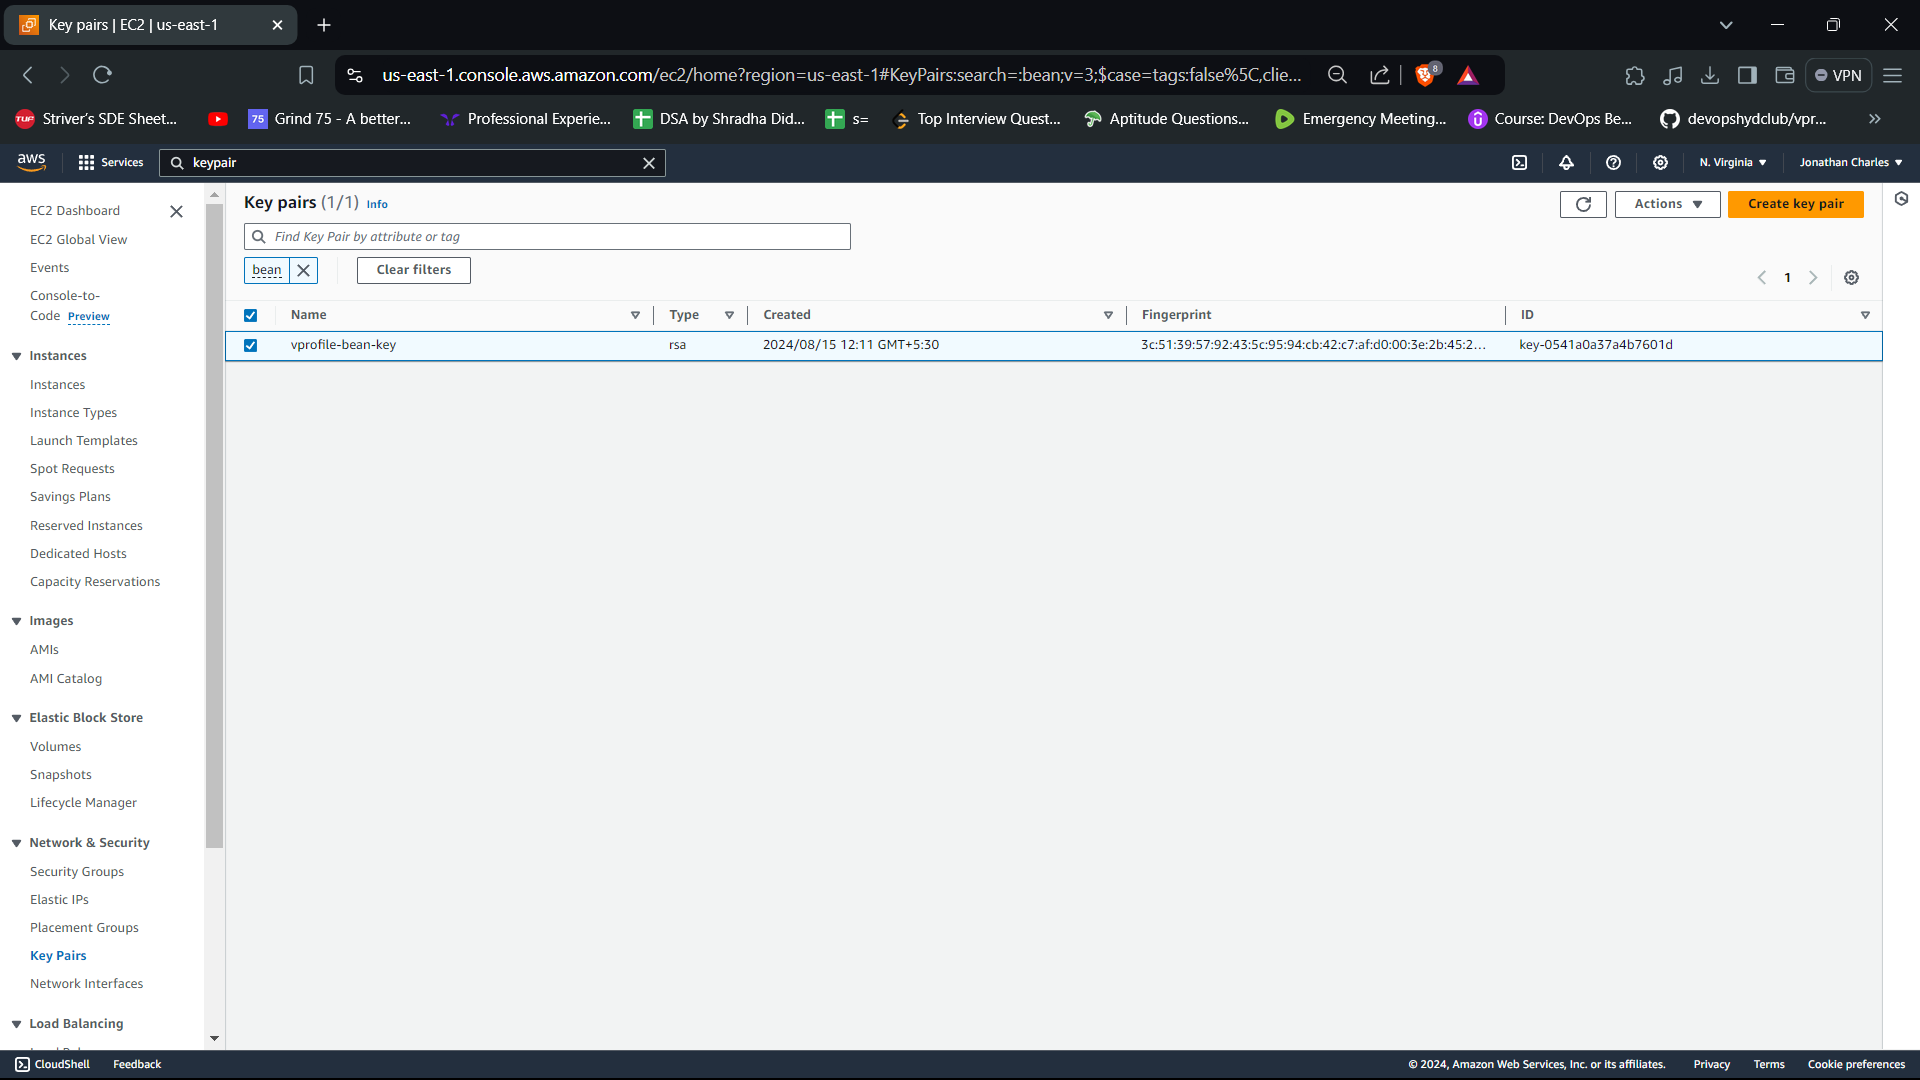 Key pairs | EC2 | us-east-1
us-east-1.console.aws.amazon.com/ec2/home?region=us-east-1#KeyPairs:search=:bean;v=3;$case=tags:false%5C,clie...
8
VPN
TUF Striver's SDE Sheet...
75 Grind 75 - A better...
Professional Experie...
DSA by Shradha Did...
s=
Top Interview Quest...
Aptitude Questions...
Emergency Meeting...
Course: DevOps Be...
devopshydclub/vpr...
aws
Services
keypair
N. Virginia
Jonathan Charles
EC2 Dashboard
EC2 Global View
Events
Console-to-
Code Preview
Instances
Instances
Instance Types
Launch Templates
Spot Requests
Savings Plans
Reserved Instances
Dedicated Hosts
Capacity Reservations
Images
AMIs
AMI Catalog
Elastic Block Store
Volumes
Snapshots
Lifecycle Manager
Network & Security
Security Groups
Elastic IPs
Placement Groups
Key Pairs
Network Interfaces
Load Balancing
Key pairs (1/1) Info
Actions
Create key pair
Find Key Pair by attribute or tag
bean
Clear filters
1
Name Type Created Fingerprint ID
vprofile-bean-key rsa 2024/08/15 12:11 GMT+5:30 3c:51:39:57:92:43:5c:95:94:cb:42:c7:af:d0:00:3e:2b:45:2... key-0541a0a37a4b7601d
CloudShell Feedback
© 2024, Amazon Web Services, Inc. or its affiliates. Privacy Terms Cookie preferences